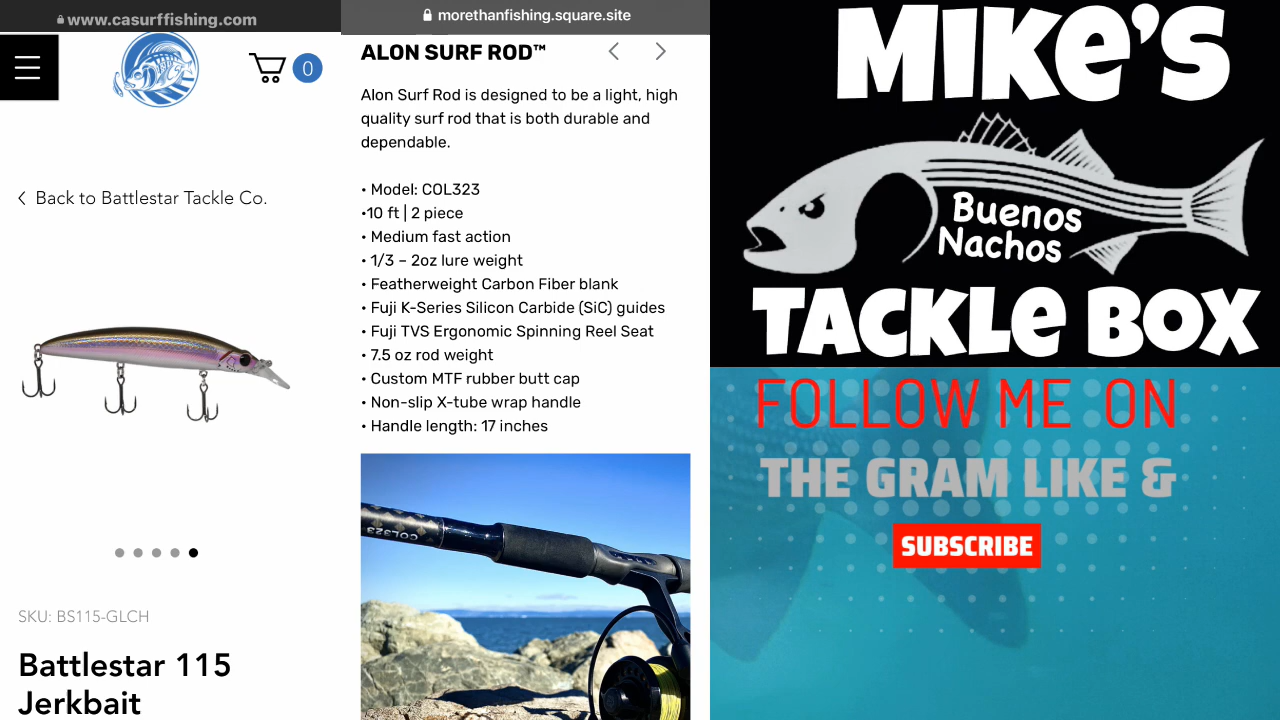 www.casurffishing.com
0
Back to Battlestar Tackle Co.
SKU: BS115-GLCH
Battlestar 115
Jerkbait
morethanfishing.square.site
ALON SURF ROD™
Alon Surf Rod is designed to be a light, high
quality surf rod that is both durable and
dependable.
• Model: COL323
•10 ft | 2 piece
• Medium fast action
• 1/3 – 2oz lure weight
• Featherweight Carbon Fiber blank
• Fuji K-Series Silicon Carbide (SiC) guides
• Fuji TVS Ergonomic Spinning Reel Seat
• 7.5 oz rod weight
• Custom MTF rubber butt cap
• Non-slip X-tube wrap handle
• Handle length: 17 inches
COL323
MIKe'S
Buenos
Nachos
TACKLe BOX
FOLLOW ME ON
THE GRAM LIKE &
SUBSCRIBE